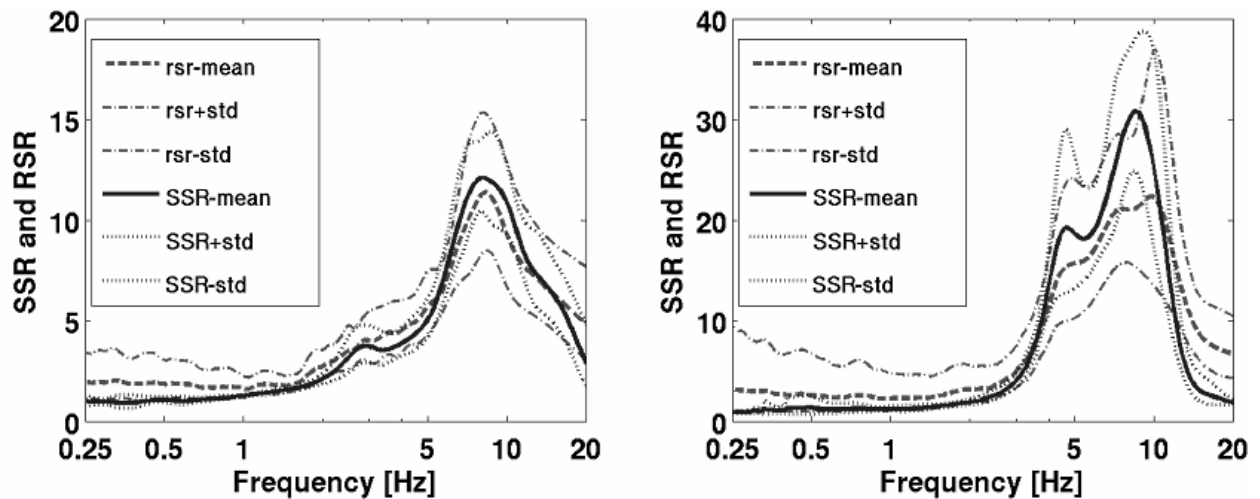 SSR and RSR
20
15
10
5
0
rsr-mean
rsr+std
rsr-std
SSR-mean
SSR+std
SSR-std
0.25 0.5 1 5 10 20
Frequency [Hz]
SSR and RSR
40
30
20
10
0
rsr-mean
rsr+std
rsr-std
SSR-mean
SSR+std
SSR-std
0.25 0.5 1 5 10 20
Frequency [Hz]